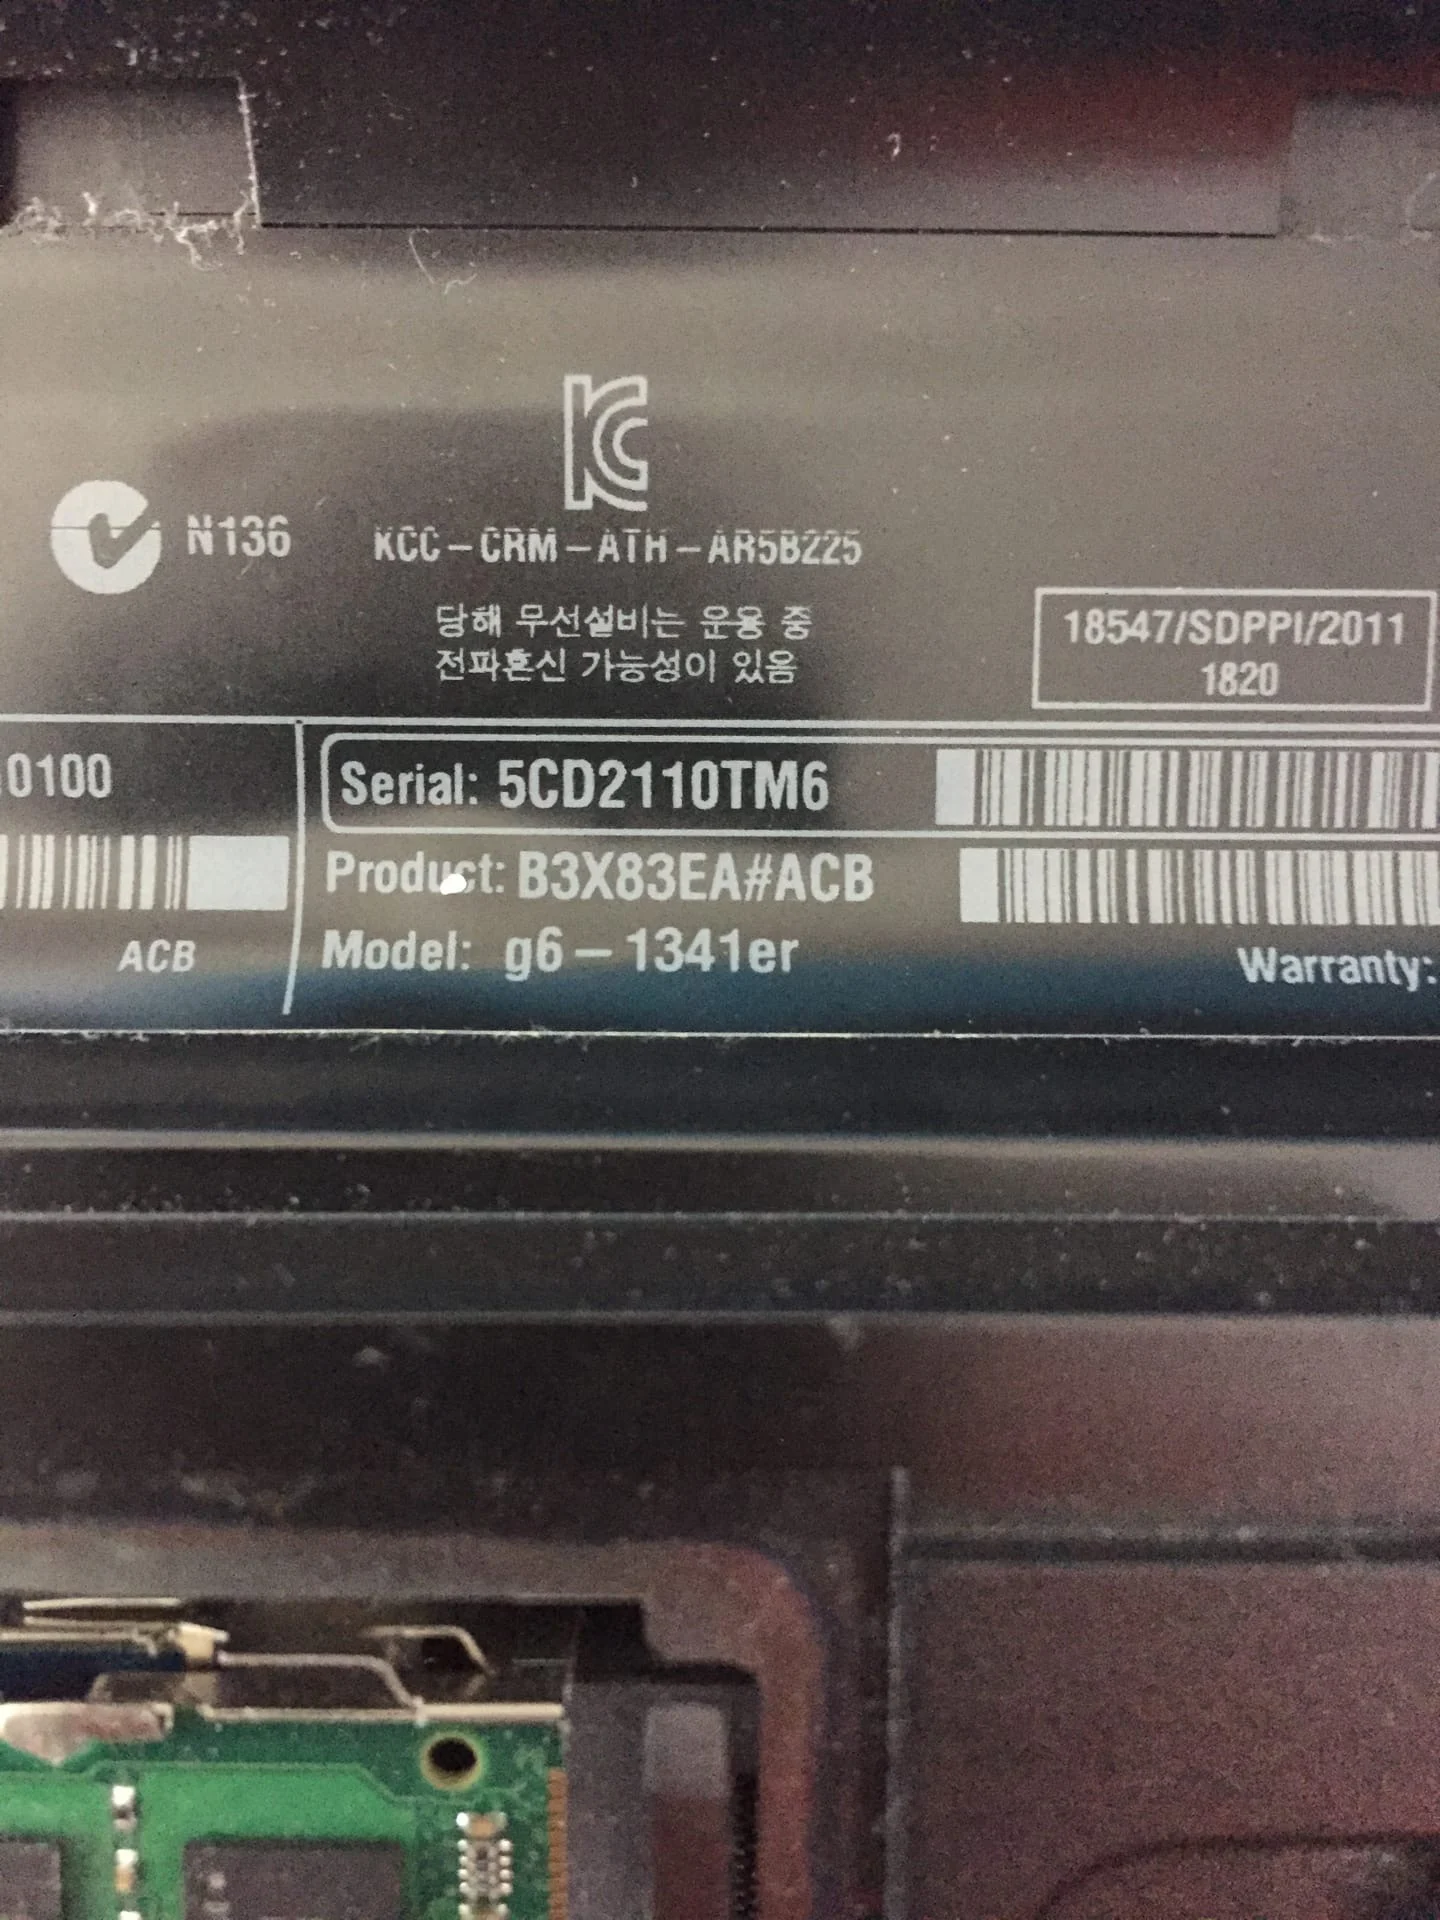 N136
KCC-CRM-ATH-AR5B225
당해 무선설비는 운용 중
전파혼신 가능성이 있음
18547/SDPPI/2011
1820
0100
Serial: 5CD2110TM6
Product: B3X83EA#ACB
ACB
Model: g6-1341er
Warranty: